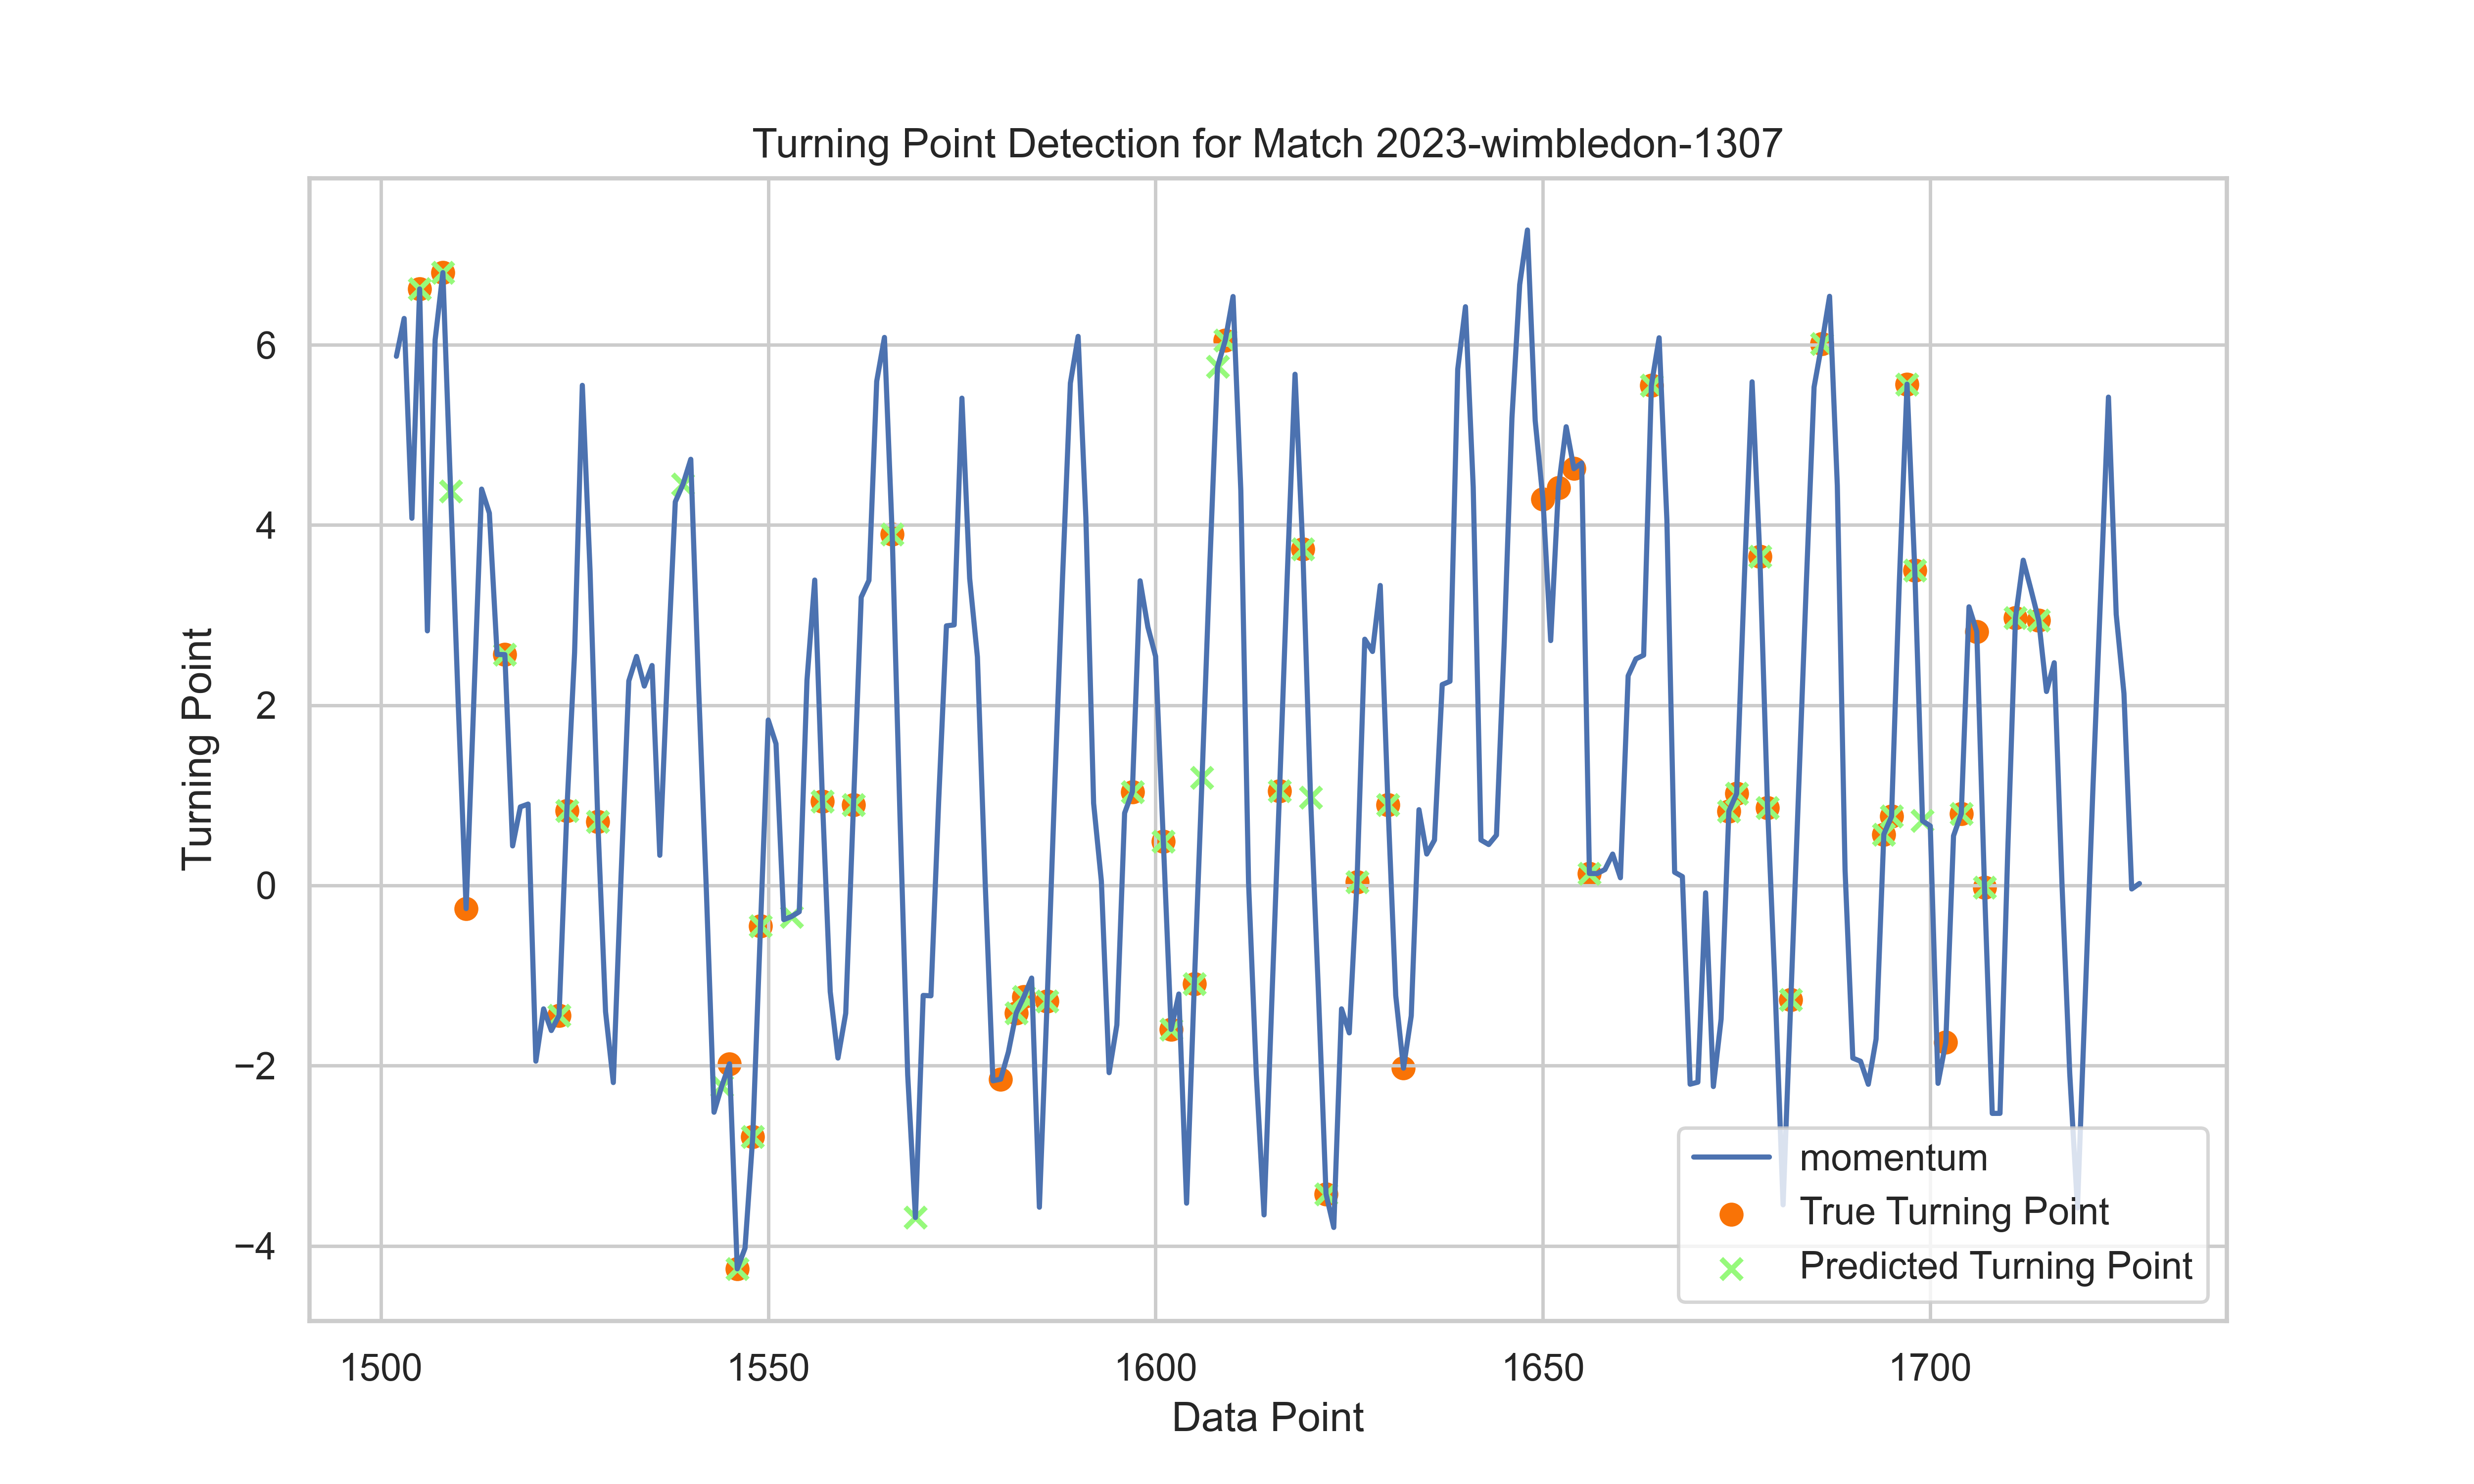 Turning Point Detection for Match 2023-wimbledon-1307
Turning Point
6
4
2
0
−2
−4
momentum
True Turning Point
Predicted Turning Point
1500 1550 1600 1650 1700
Data Point